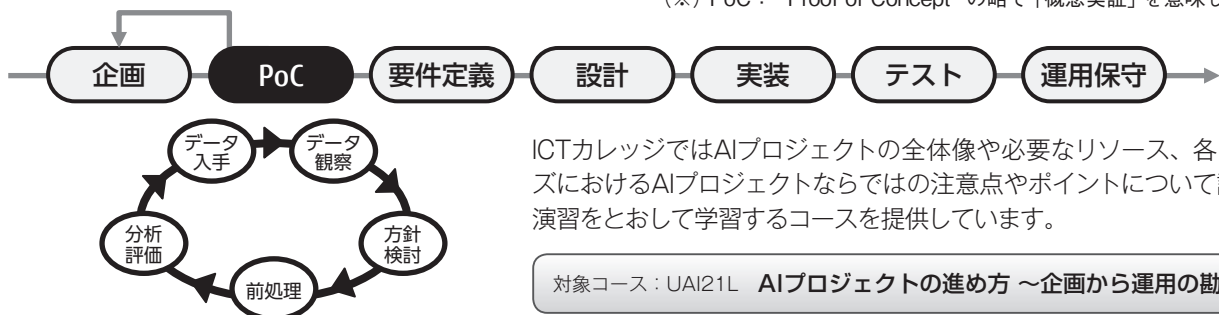 (※) PoC : "Proof of Concept" の略で「概念実証」を意味し
企画
PoC
要件定義
設計
実装
テスト
運用保守
データ
入手
データ
観察
方針
検討
前処理
分析
評価
ICTカレッジではAIプロジェクトの全体像や必要なリソース、各
ズにおけるAIプロジェクトならではの注意点やポイントについて
演習をとおして学習するコースを提供しています。
対象コース：UAI21L AIプロジェクトの進め方 ～企画から運用の勘